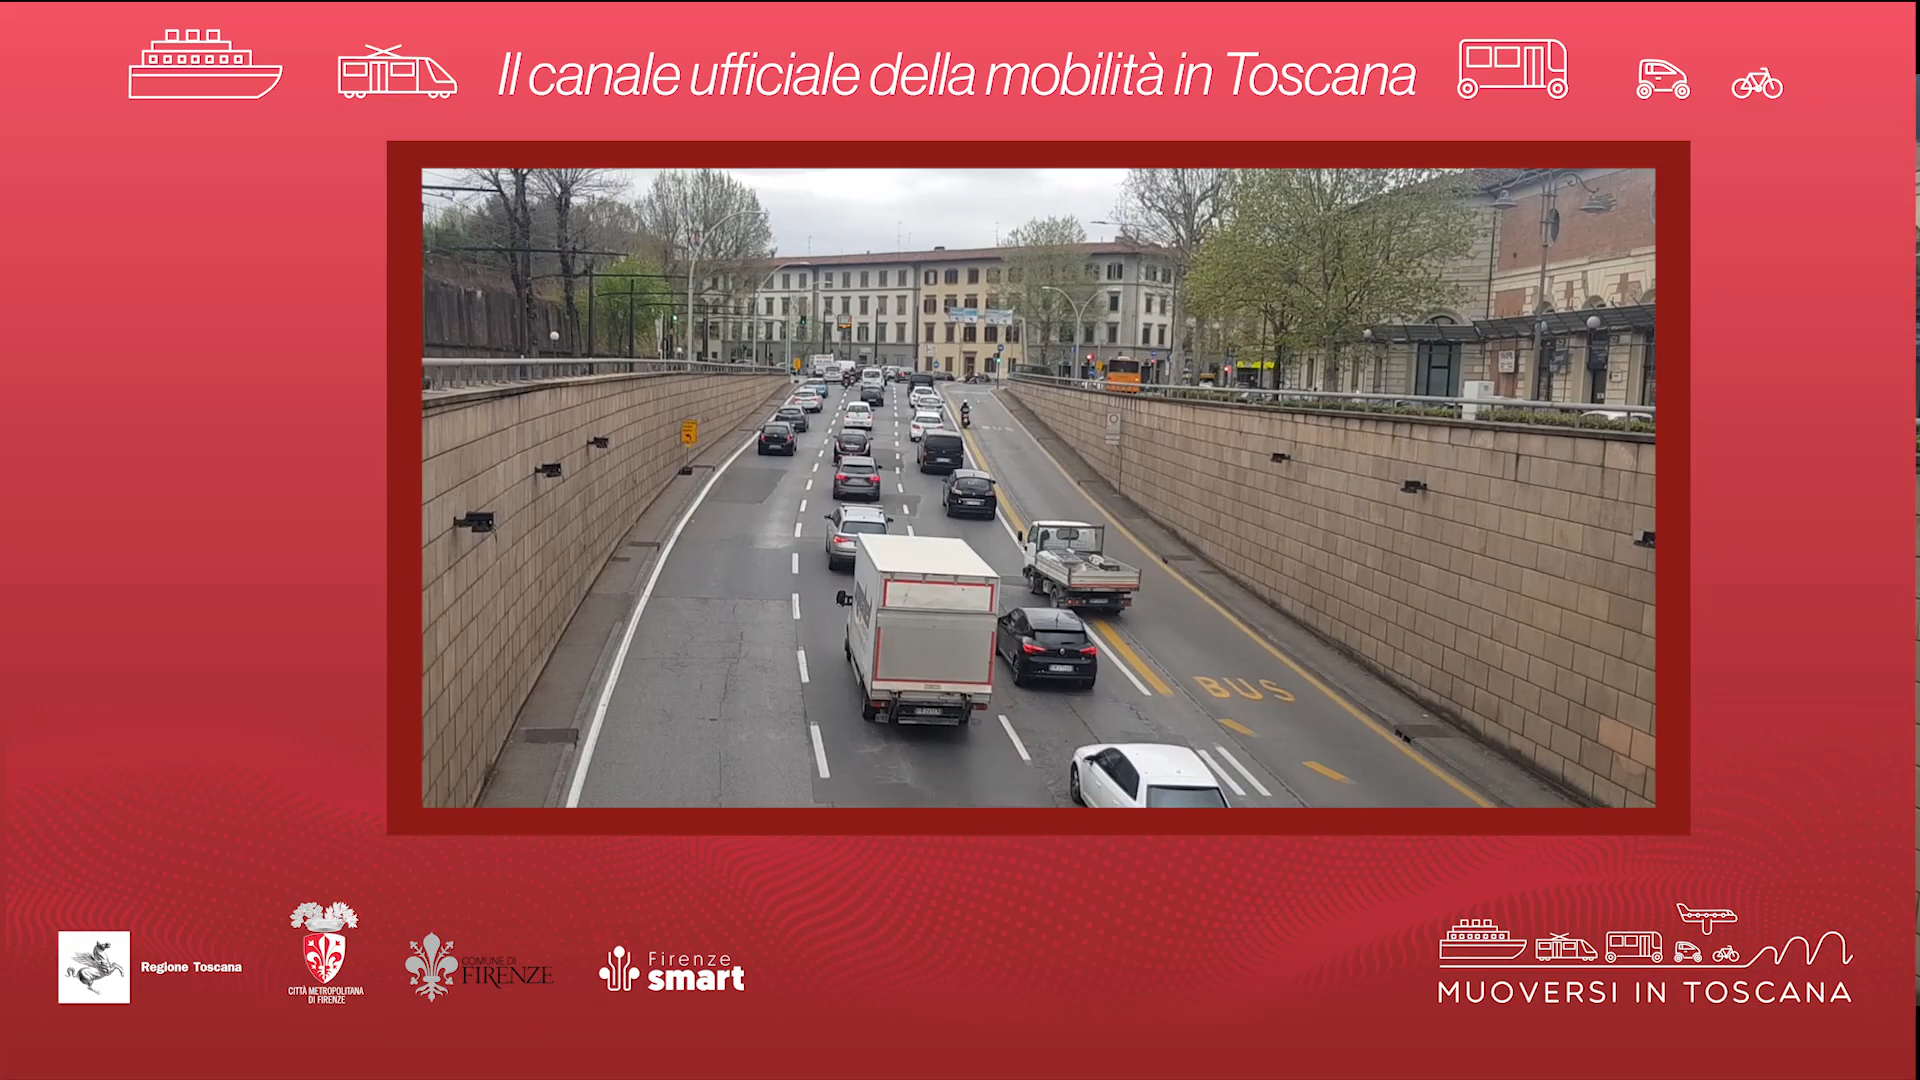 Il canale ufficiale della mobilità in Toscana
BUS
Regione Toscana
CITTÀ METROPOLITANA
DI FIRENZE
COMUNE DI
FIRENZE
Firenze
smart
MUOVERSI IN TOSCANA